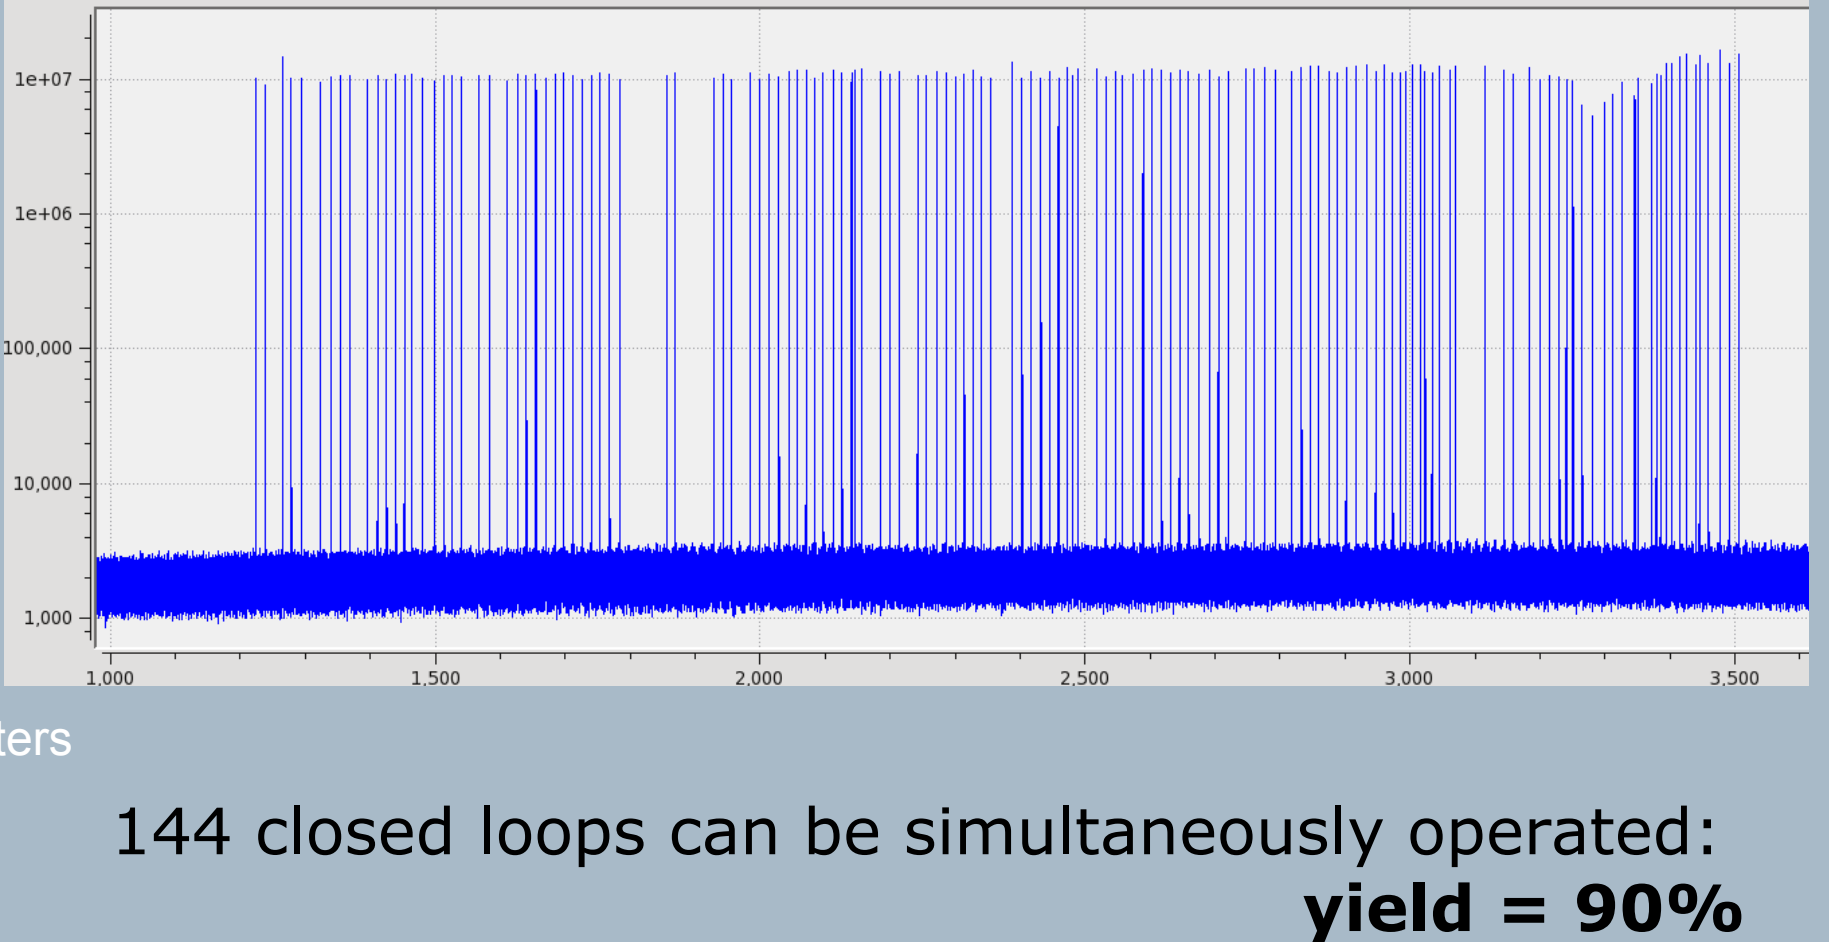 1e+07
1e+06
100,000
10,000
1,000
1,000 1,500 2,000 2,500 3,000 3,500
ters
144 closed loops can be simultaneously operated:
yield = 90%